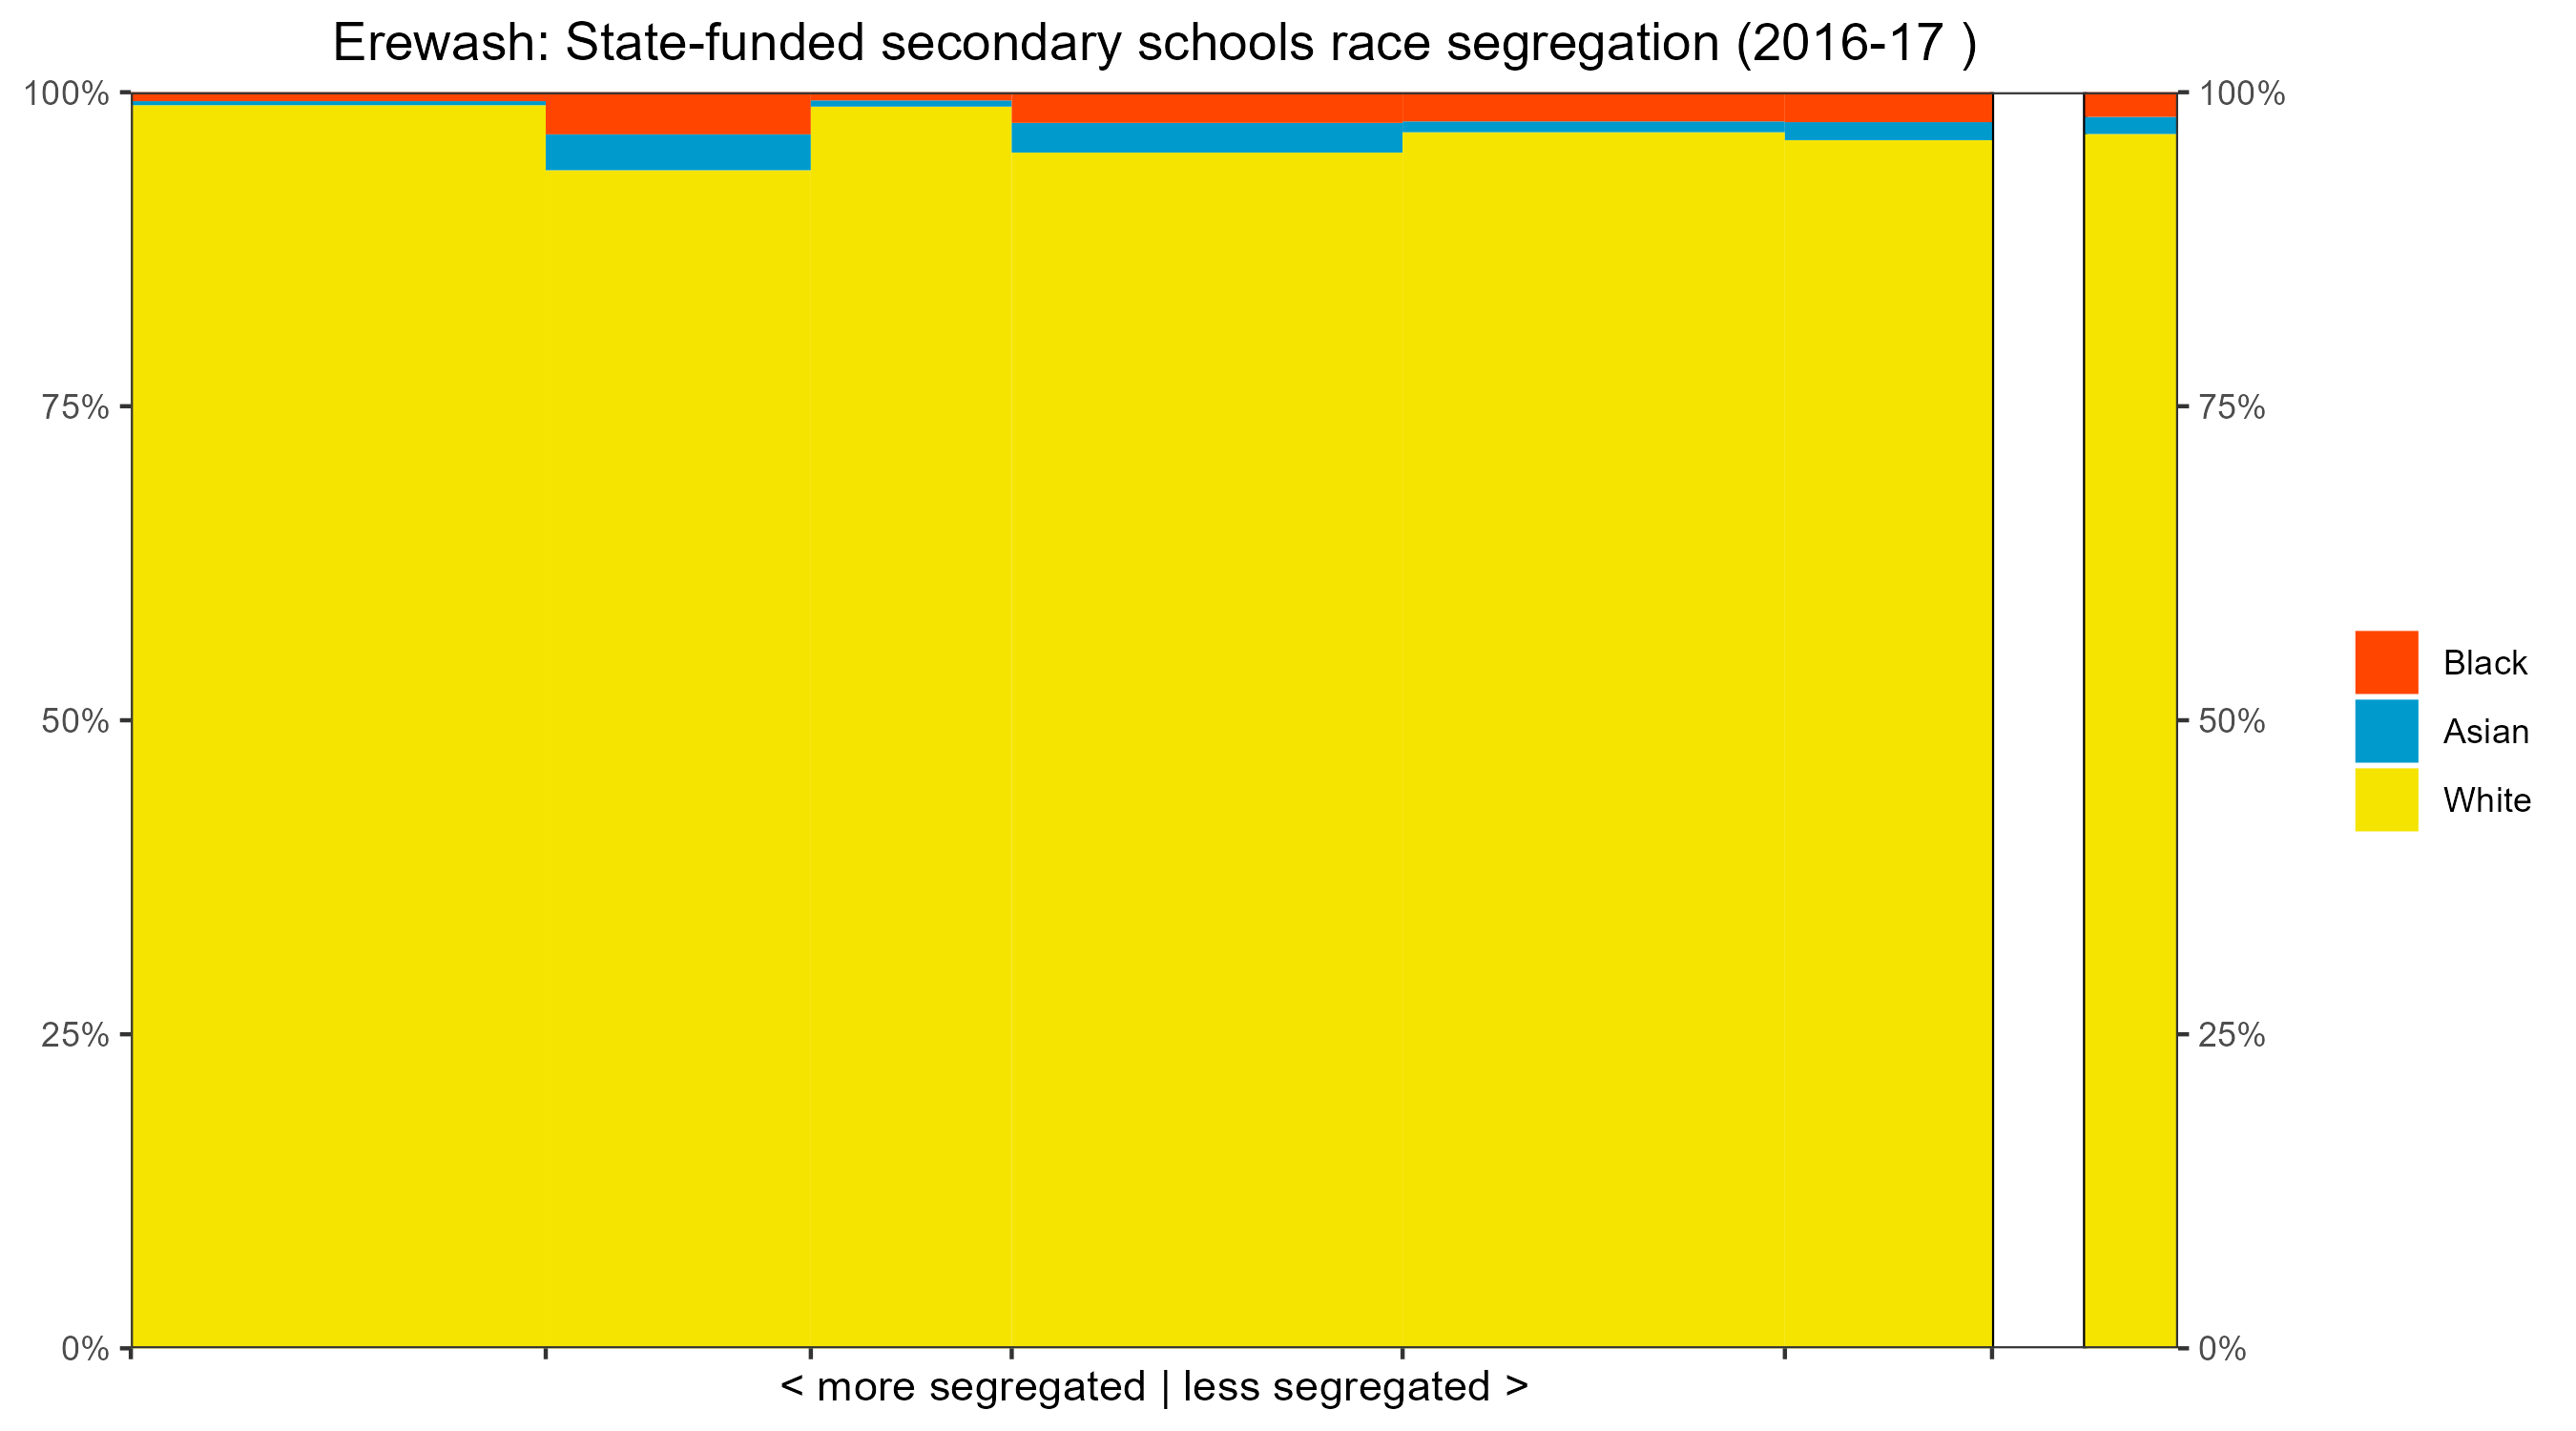 Erewash: State-funded secondary schools race segregation (2016-17 )
100%
75%
50%
25%
0%
100%
75%
50%
25%
0%
Black
Asian
White
< more segregated | less segregated >